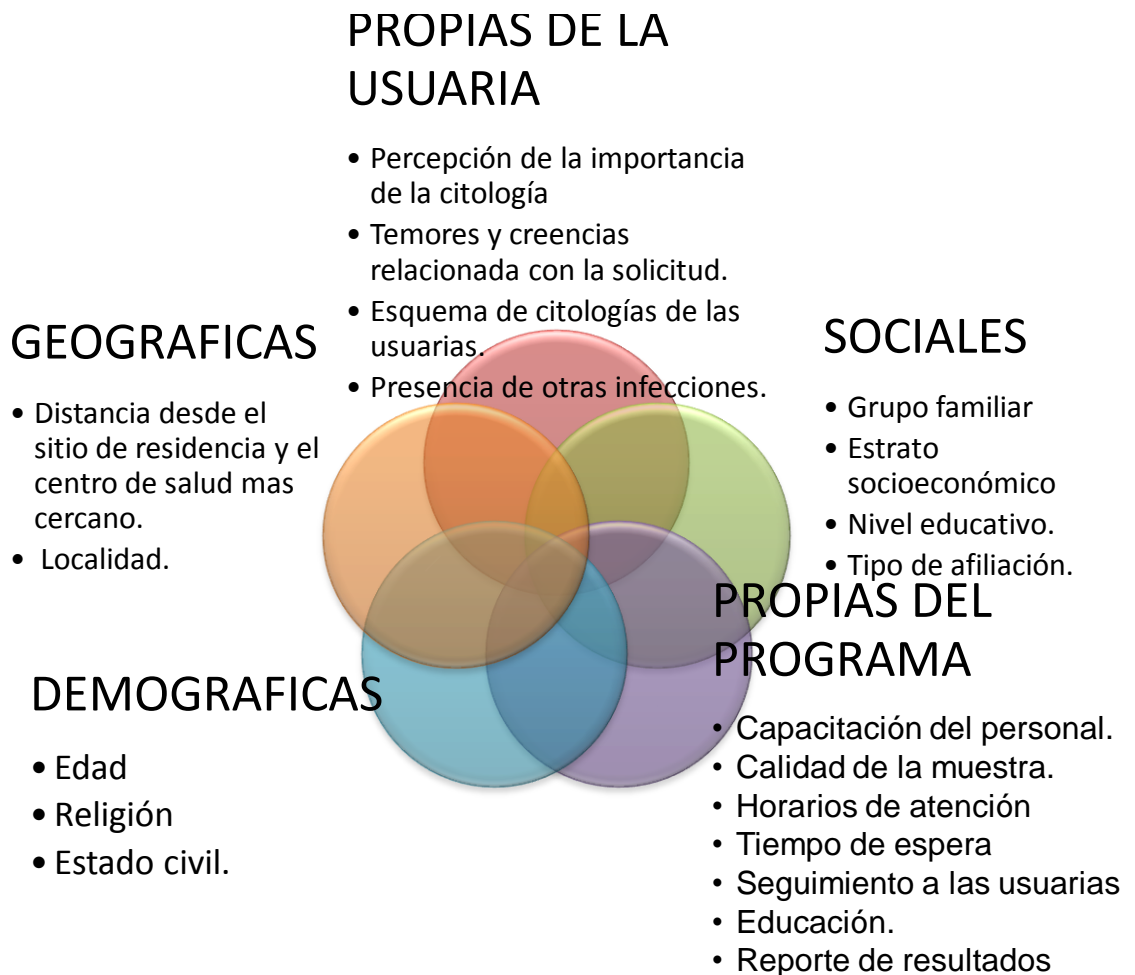 PROPIAS DE LA
USUARIA
• Percepción de la importancia
de la citología
• Temores y creencias
relacionada con la solicitud.
• Esquema de citologías de las
usuarias.
• Presencia de otras infecciones.
GEOGRAFICAS
• Distancia desde el
sitio de residencia y el
centro de salud mas
cercano.
• Localidad.
SOCIALES
• Grupo familiar
• Estrato
socioeconómico
• Nivel educativo.
• Tipo de afiliación.
DEMOGRAFICAS
• Edad
• Religión
• Estado civil.
PROPIAS DEL
PROGRAMA
• Capacitación del personal.
• Calidad de la muestra.
• Horarios de atención
• Tiempo de espera
• Seguimiento a las usuarias
• Educación.
• Reporte de resultados